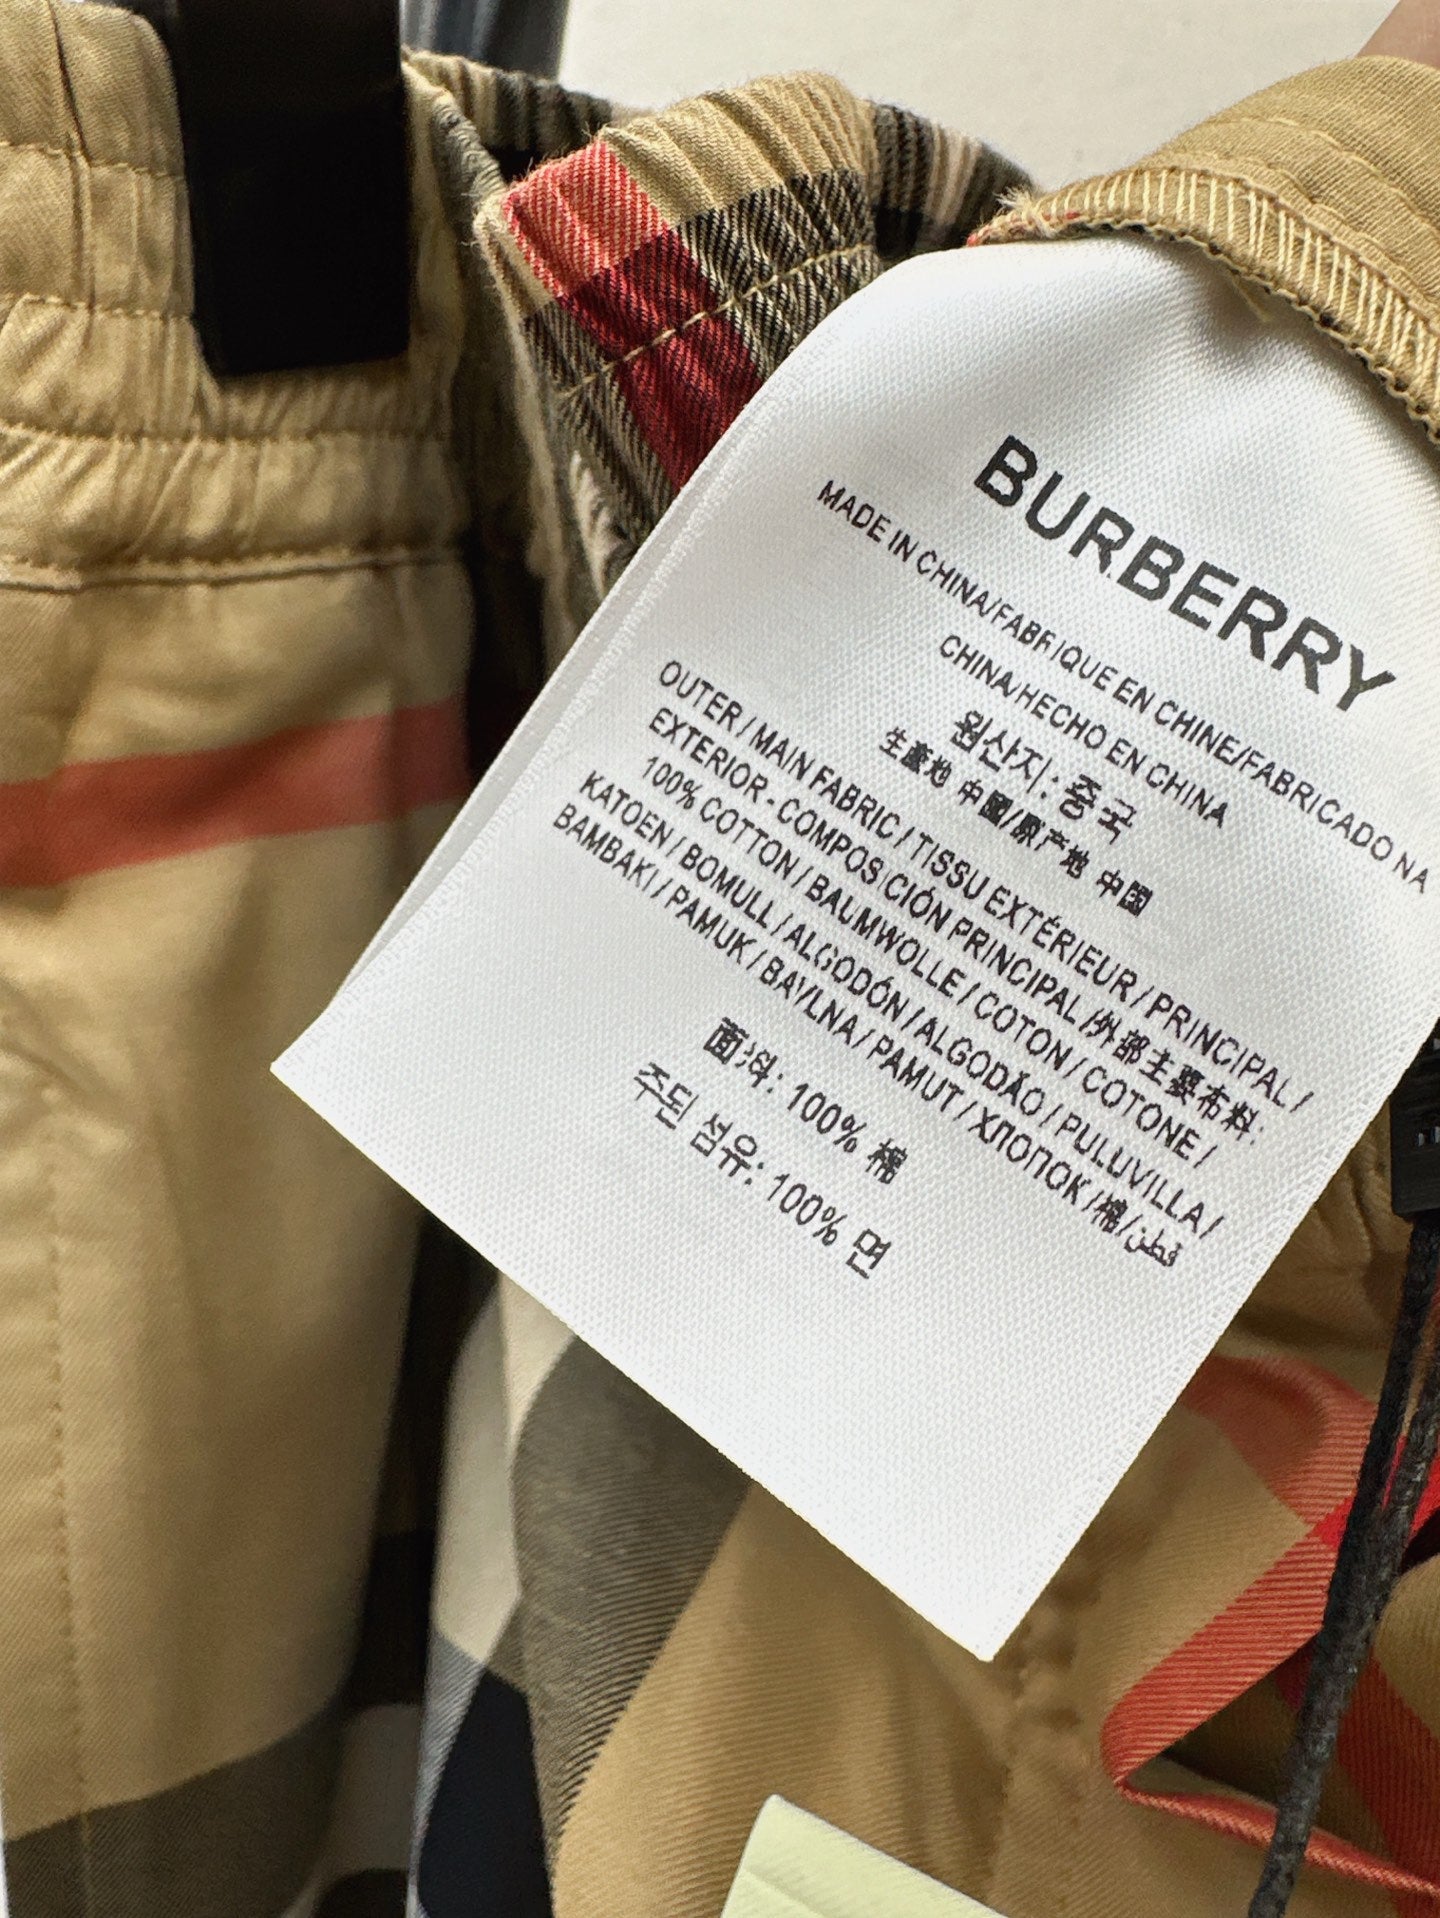 BURBERRY
MADE IN CHINA/FABRIQUE EN CHINE/FABRICADO NA
CHINA/HECHO EN CHINA
원산지: 중국
生產地 中國/原产地 中国
OUTER / MAIN FABRIC / TISSU EXTÉRIEUR / PRINCIPAL /
EXTERIOR - COMPOSICIÓN PRINCIPAL /外部主要布料:
100% COTTON / BAUMWOLLE / COTON / COTONE /
KATOEN / BOMULL / ALGODÓN / ALGODÃO / PULUVILLA /
BAMBAKI / PAMUK / BAVLNA / PAMUT / ХЛОПОК /棉/قطن
面料: 100% 棉
주된 섬유: 100% 면